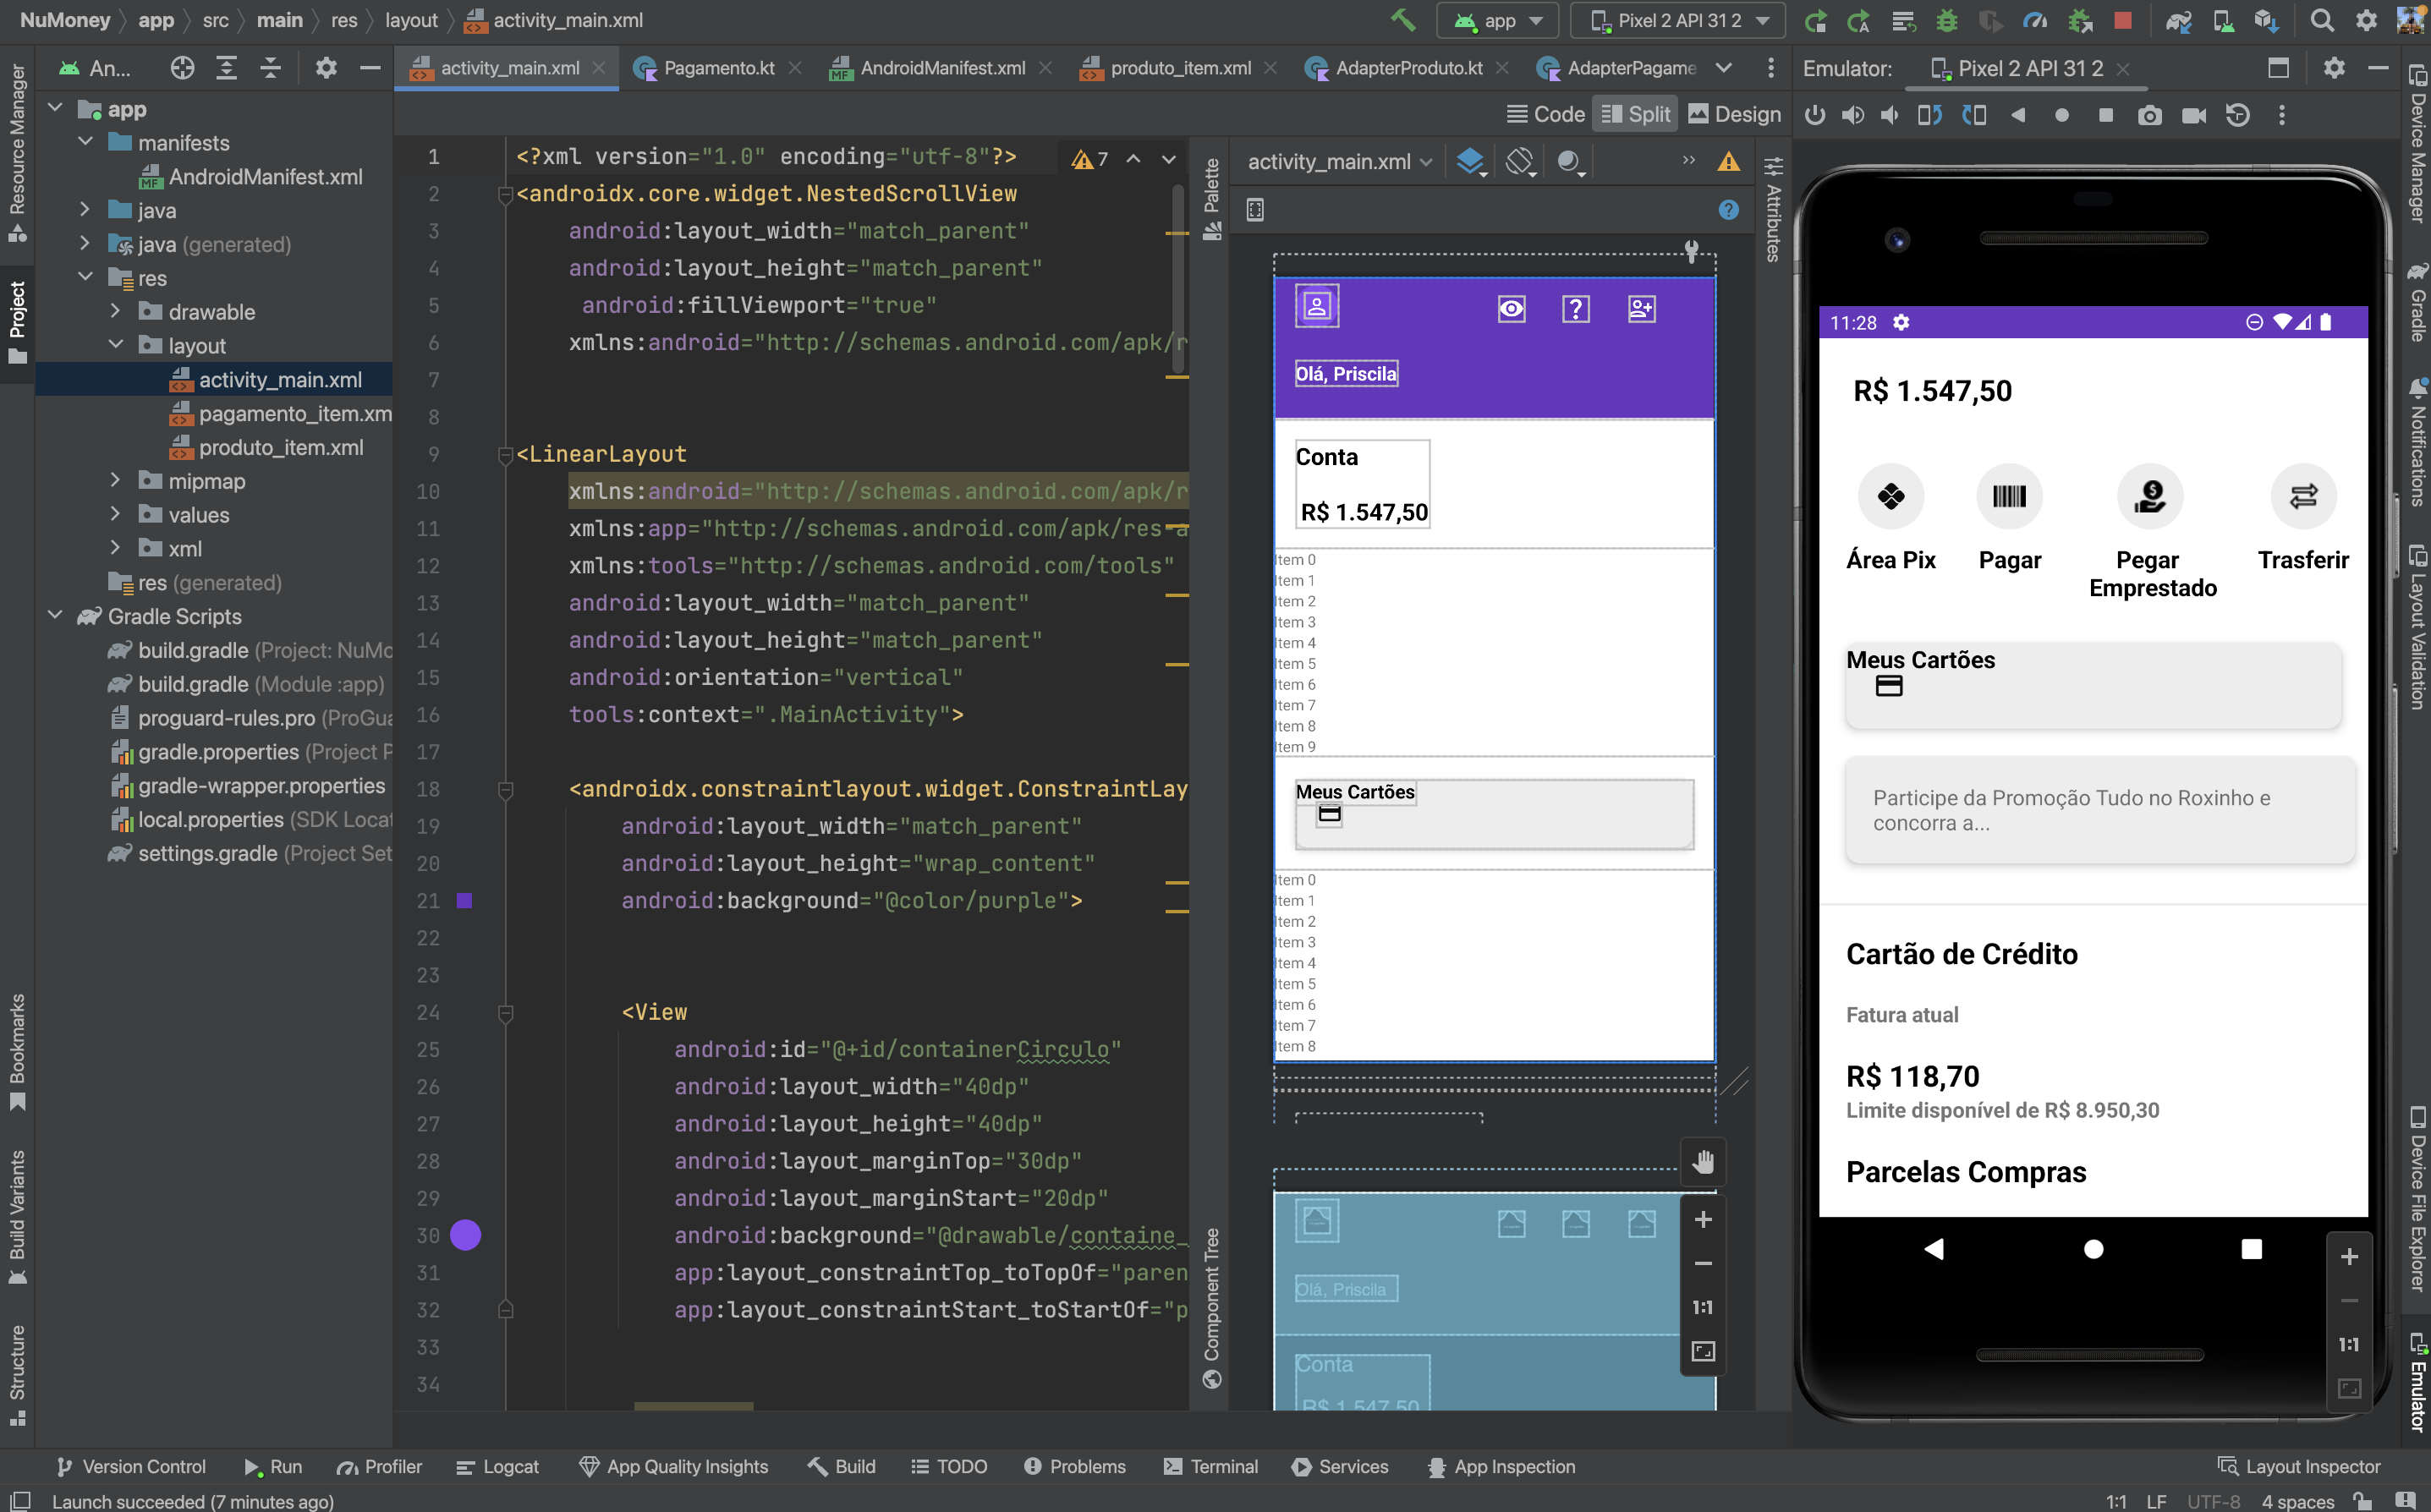 NuMoney app src main res layout activity_main.xml
app
Pixel 2 API 31 2
An...
activity_main.xml
Pagamento.kt
AndroidManifest.xml
produto_item.xml
AdapterProduto.kt
AdapterPagame
Emulator:
Pixel 2 API 31 2
Code
Split
Design
Resource Manager
Project
Bookmarks
Build Variants
Structure
app
manifests
AndroidManifest.xml
java
java (generated)
res
drawable
layout
activity_main.xml
pagamento_item.xm
produto_item.xml
mipmap
values
xml
res (generated)
Gradle Scripts
build.gradle (Project: NuMo
build.gradle (Module :app)
proguard-rules.pro (ProGua
gradle.properties (Project P
gradle-wrapper.properties
local.properties (SDK Locat
settings.gradle (Project Set
7
1 <?xml version="1.0" encoding="utf-8"?>
2 <androidx.core.widget.NestedScrollView
3 android:layout_width="match_parent"
4 android:layout_height="match_parent"
5 android:fillViewport="true"
6 xmlns:android="http://schemas.android.com/apk/r
7
8
9 <LinearLayout
10 xmlns:android="http://schemas.android.com/apk/r
11 xmlns:app="http://schemas.android.com/apk/res-a
12 xmlns:tools="http://schemas.android.com/tools"
13 android:layout_width="match_parent"
14 android:layout_height="match_parent"
15 android:orientation="vertical"
16 tools:context=".MainActivity">
17
18 <androidx.constraintlayout.widget.ConstraintLay
19 android:layout_width="match_parent"
20 android:layout_height="wrap_content"
21 android:background="@color/purple">
22
23
24 <View
25 android:id="@+id/containerCirculo"
26 android:layout_width="40dp"
27 android:layout_height="40dp"
28 android:layout_marginTop="30dp"
29 android:layout_marginStart="20dp"
30 android:background="@drawable/containe_
31 app:layout_constraintTop_toTopOf="paren
32 app:layout_constraintStart_toStartOf="p
33
34
Palette
Component Tree
activity_main.xml
Attributes
Olá, Priscila
Conta
R$ 1.547,50
Item 0
Item 1
Item 2
Item 3
Item 4
Item 5
Item 6
Item 7
Item 8
Item 9
Meus Cartões
Item 0
Item 1
Item 2
Item 3
Item 4
Item 5
Item 6
Item 7
Item 8
Olá, Priscila
Conta
R$ 1.547,50
1:1
11:28
R$ 1.547,50
Área Pix
Pagar
Pegar
Emprestado
Trasferir
Meus Cartões
Participe da Promoção Tudo no Roxinho e
concorra a...
Cartão de Crédito
Fatura atual
R$ 118,70
Limite disponível de R$ 8.950,30
Parcelas Compras
1:1
Device Manager
Gradle
Notifications
Layout Validation
Device File Explorer
Emulator
Version Control
Run
Profiler
Logcat
App Quality Insights
Build
TODO
Problems
Terminal
Services
App Inspection
Layout Inspector
Launch succeeded (7 minutes ago)
1:1 LF UTF-8 4 spaces